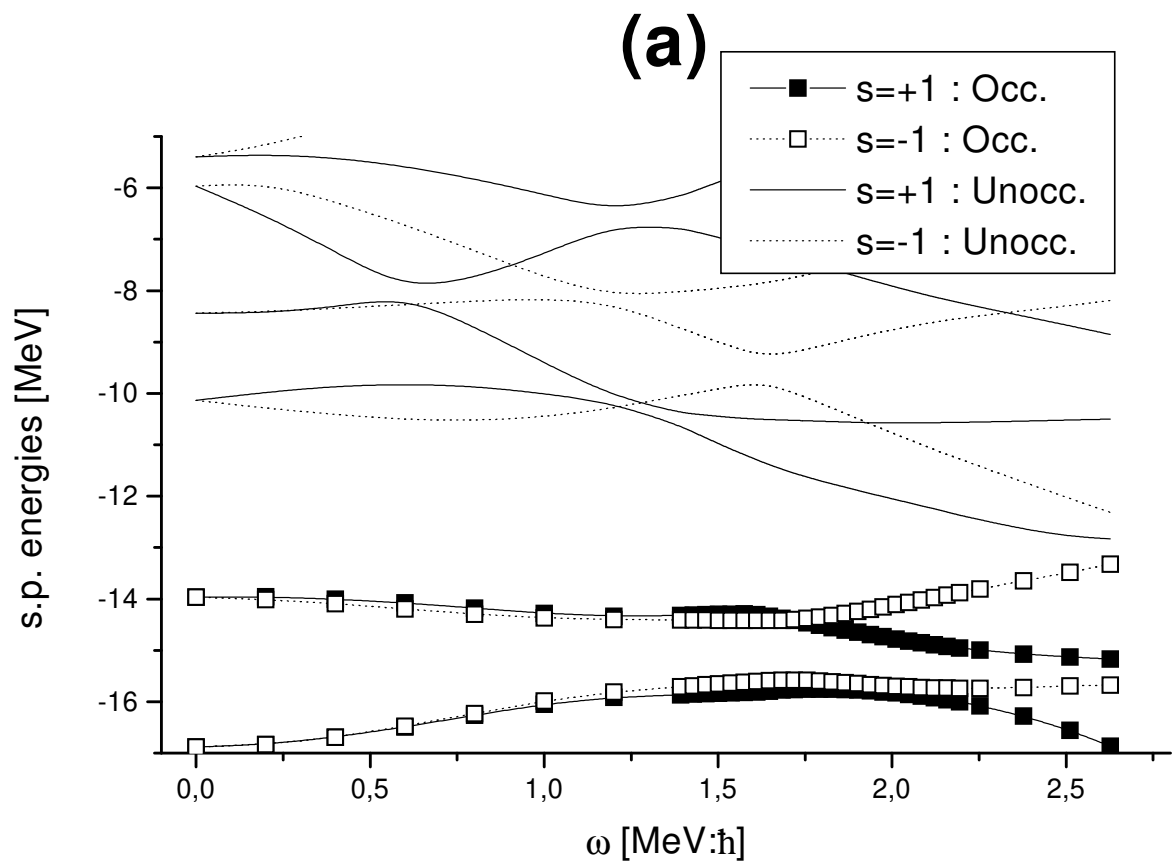 (a)
s=+1 : Occ.
s=-1 : Occ.
s=+1 : Unocc.
s=-1 : Unocc.
-6
-8
-10
-12
-14
-16
s.p. energies [MeV]
0,0
0,5
1,0
1,5
2,0
2,5
ω [MeV:ħ]